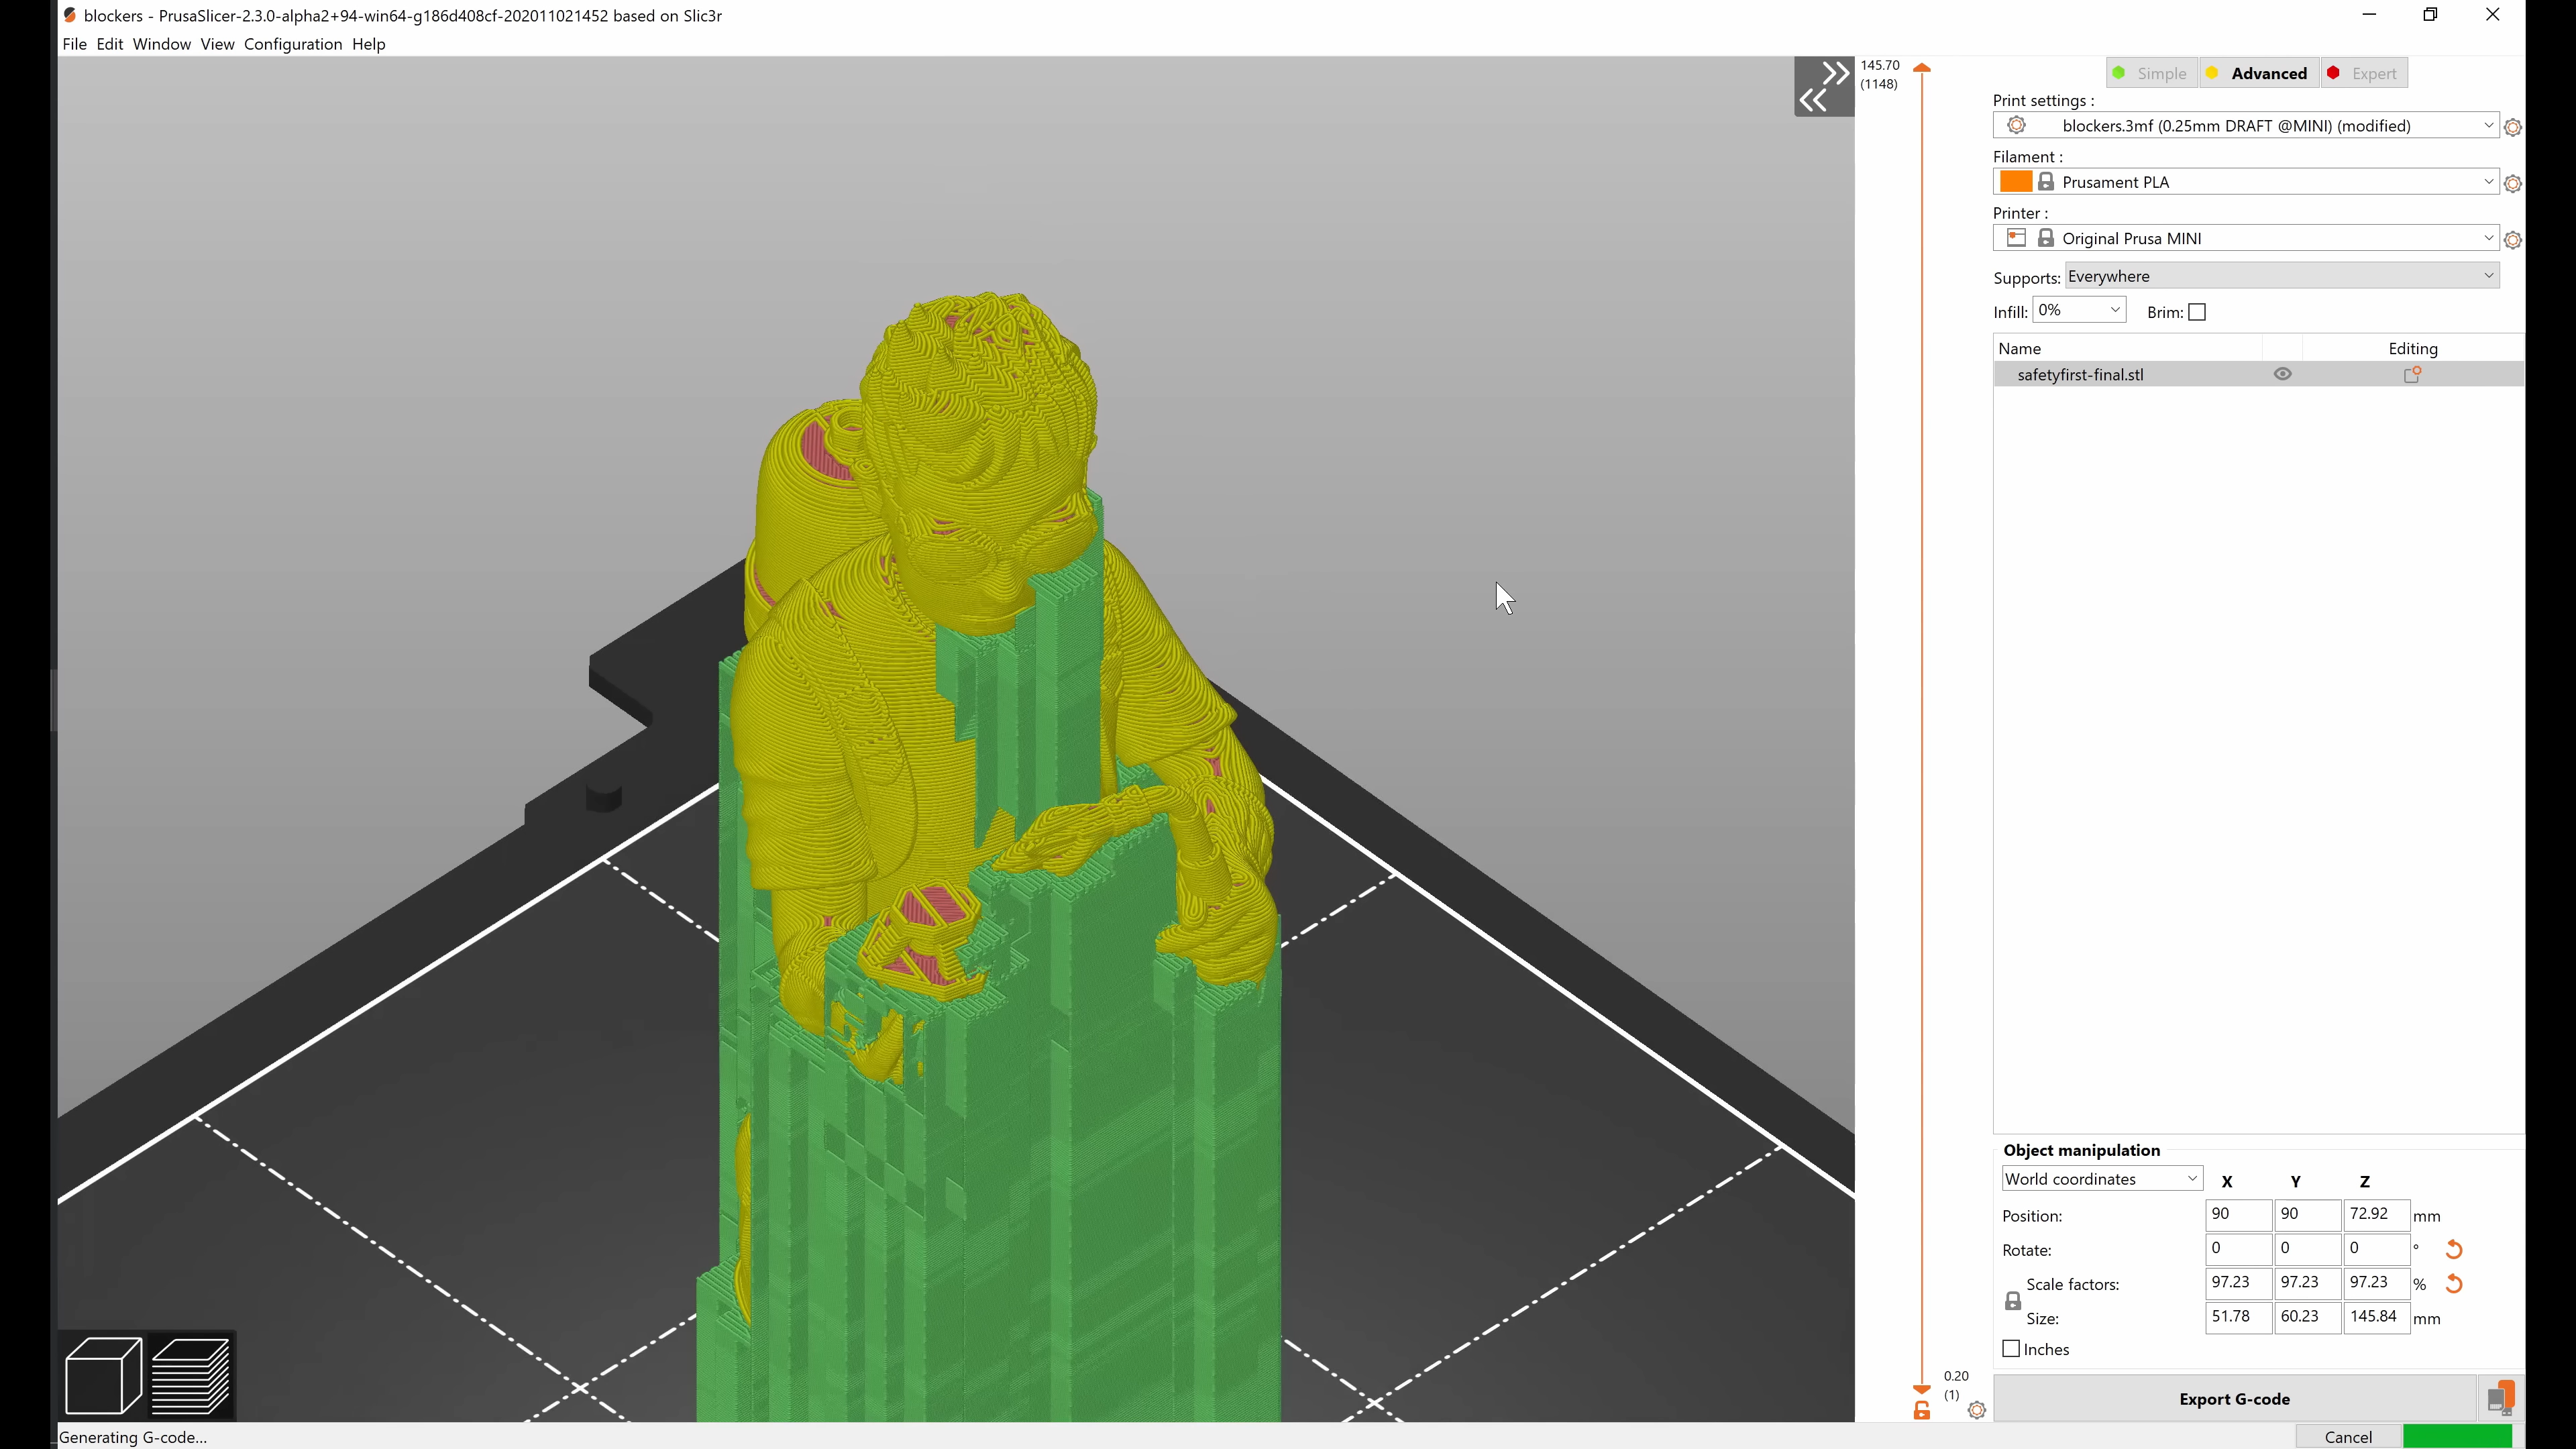 blockers - PrusaSlicer-2.3.0-alpha2+94-win64-g186d408cf-202011021452 based on Slic3r
File Edit Window View Configuration Help
145.70
(1148)
Simple Advanced Expert
Print settings :
blockers.3mf (0.25mm DRAFT @MINI) (modified)
Filament :
Prusament PLA
Printer :
Original Prusa MINI
Supports: Everywhere
Infill: 0% Brim:
Name Editing
safetyfirst-final.stl
Object manipulation
World coordinates X Y Z
Position: 90 90 72.92 mm
Rotate: 0 0 0 °
Scale factors: 97.23 97.23 97.23 %
Size: 51.78 60.23 145.84 mm
Inches
0.20
(1)
Export G-code
Generating G-code...
Cancel